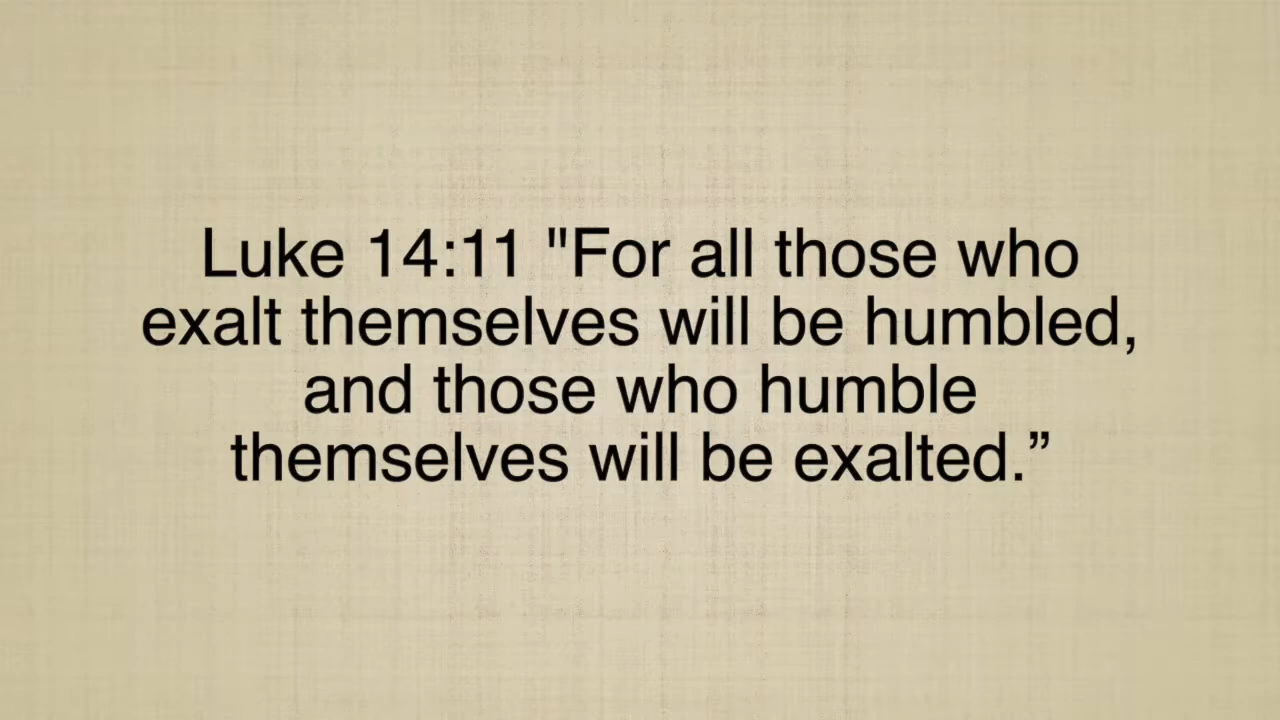 Luke 14:11 "For all those who
exalt themselves will be humbled,
and those who humble
themselves will be exalted.”